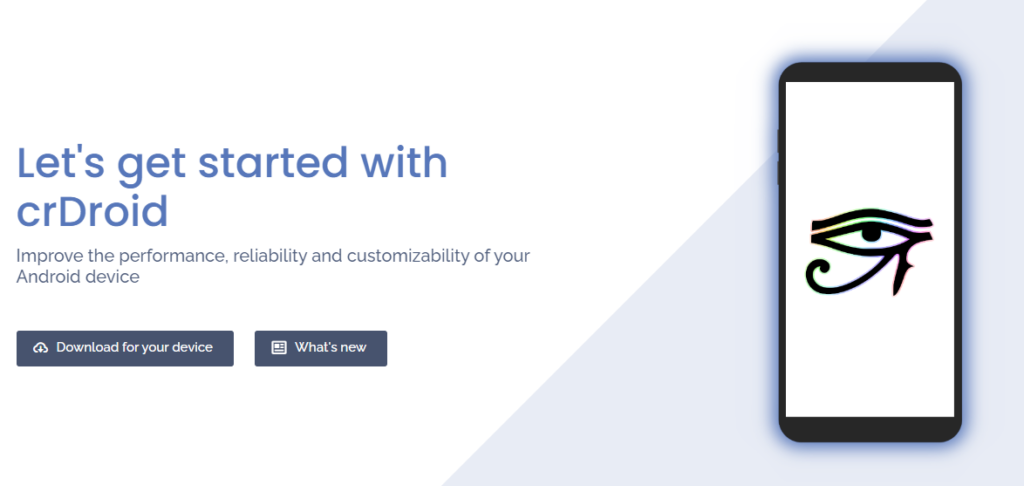 Let's get started with
crDroid
Improve the performance, reliability and customizability of your
Android device
Download for your device
What's new